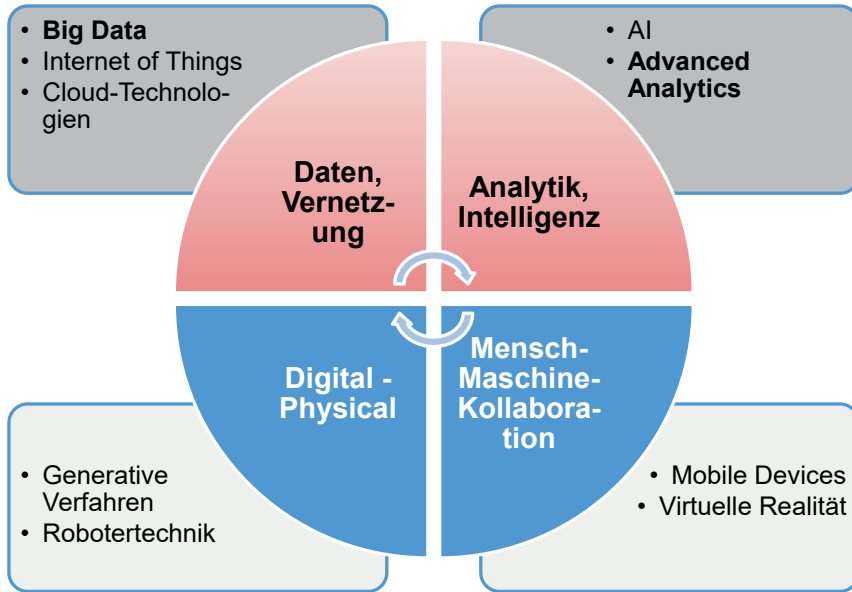 • Big Data
• Internet of Things
• Cloud-Technolo-
gien
• AI
• Advanced
Analytics
Daten,
Vernetz-
ung
Analytik,
Intelligenz
Digital -
Physical
Mensch-
Maschine-
Kollabora-
tion
• Generative
Verfahren
• Robotertechnik
• Mobile Devices
• Virtuelle Realität